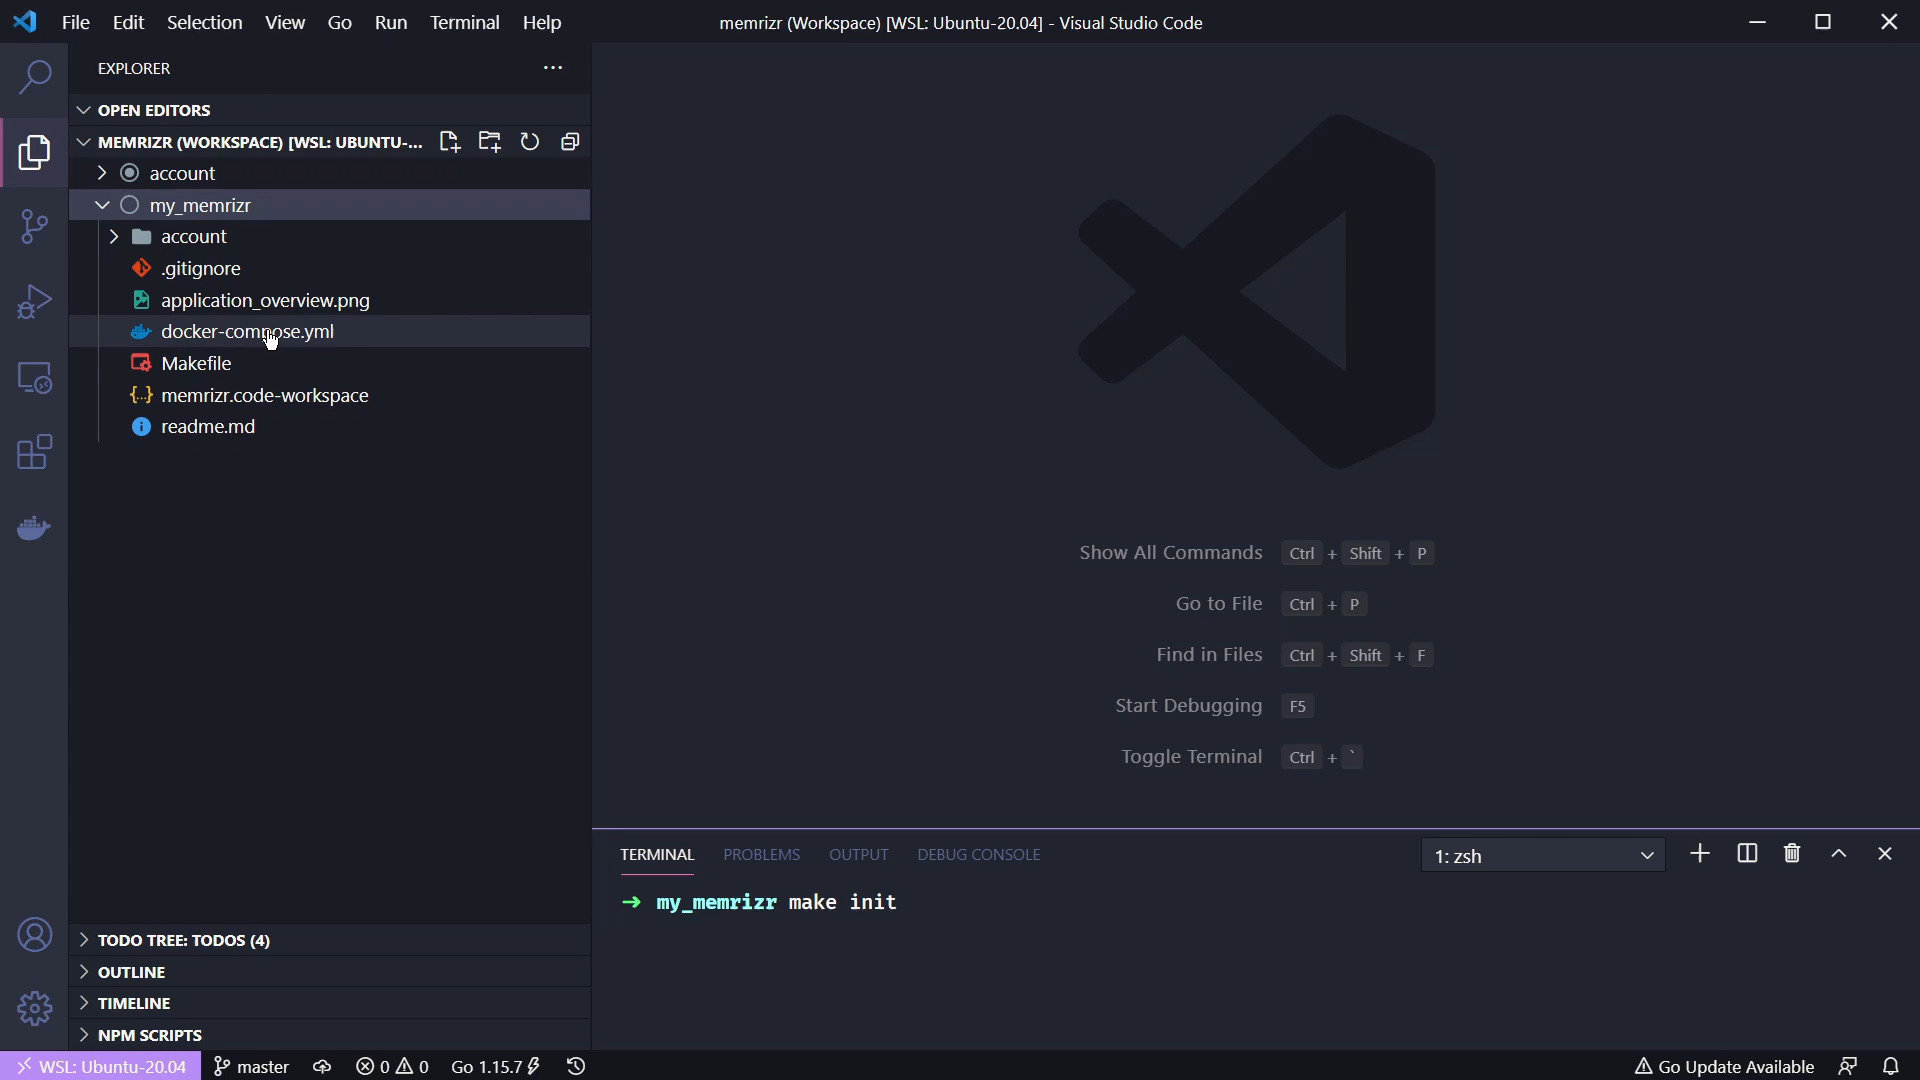 File Edit Selection View Go Run Terminal Help
memrizr (Workspace) [WSL: Ubuntu-20.04] - Visual Studio Code
EXPLORER
OPEN EDITORS
MEMRIZR (WORKSPACE) [WSL: UBUNTU-...
account
my_memrizr
account
.gitignore
application_overview.png
docker-compose.yml
Makefile
{..} memrizr.code-workspace
readme.md
Show All Commands Ctrl + Shift + P
Go to File Ctrl + P
Find in Files Ctrl + Shift + F
Start Debugging F5
Toggle Terminal Ctrl + `
TERMINAL PROBLEMS OUTPUT DEBUG CONSOLE
1: zsh
→ my_memrizr make init
TODO TREE: TODOS (4)
OUTLINE
TIMELINE
NPM SCRIPTS
WSL: Ubuntu-20.04 master 0 0 Go 1.15.7 Go Update Available